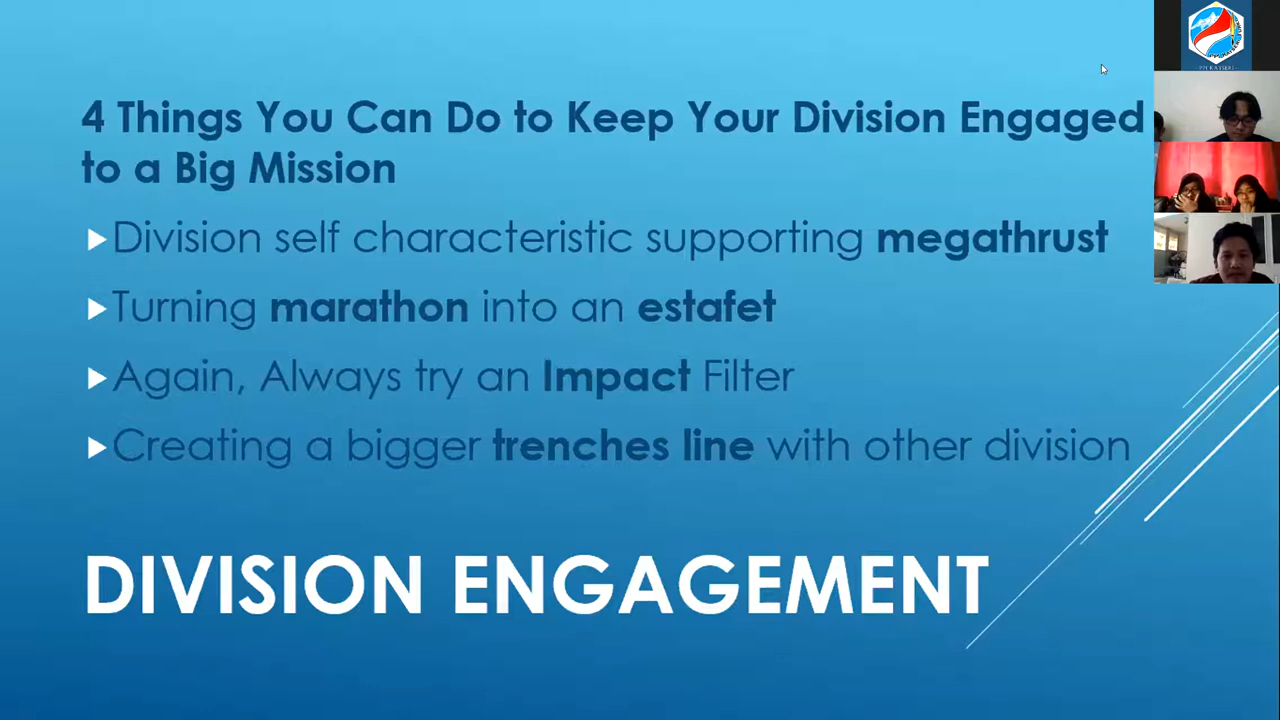 4 Things You Can Do to Keep Your Division Engaged
to a Big Mission
Division self characteristic supporting megathrust
Turning marathon into an estafet
Again, Always try an Impact Filter
Creating a bigger trenches line with other division
DIVISION ENGAGEMENT